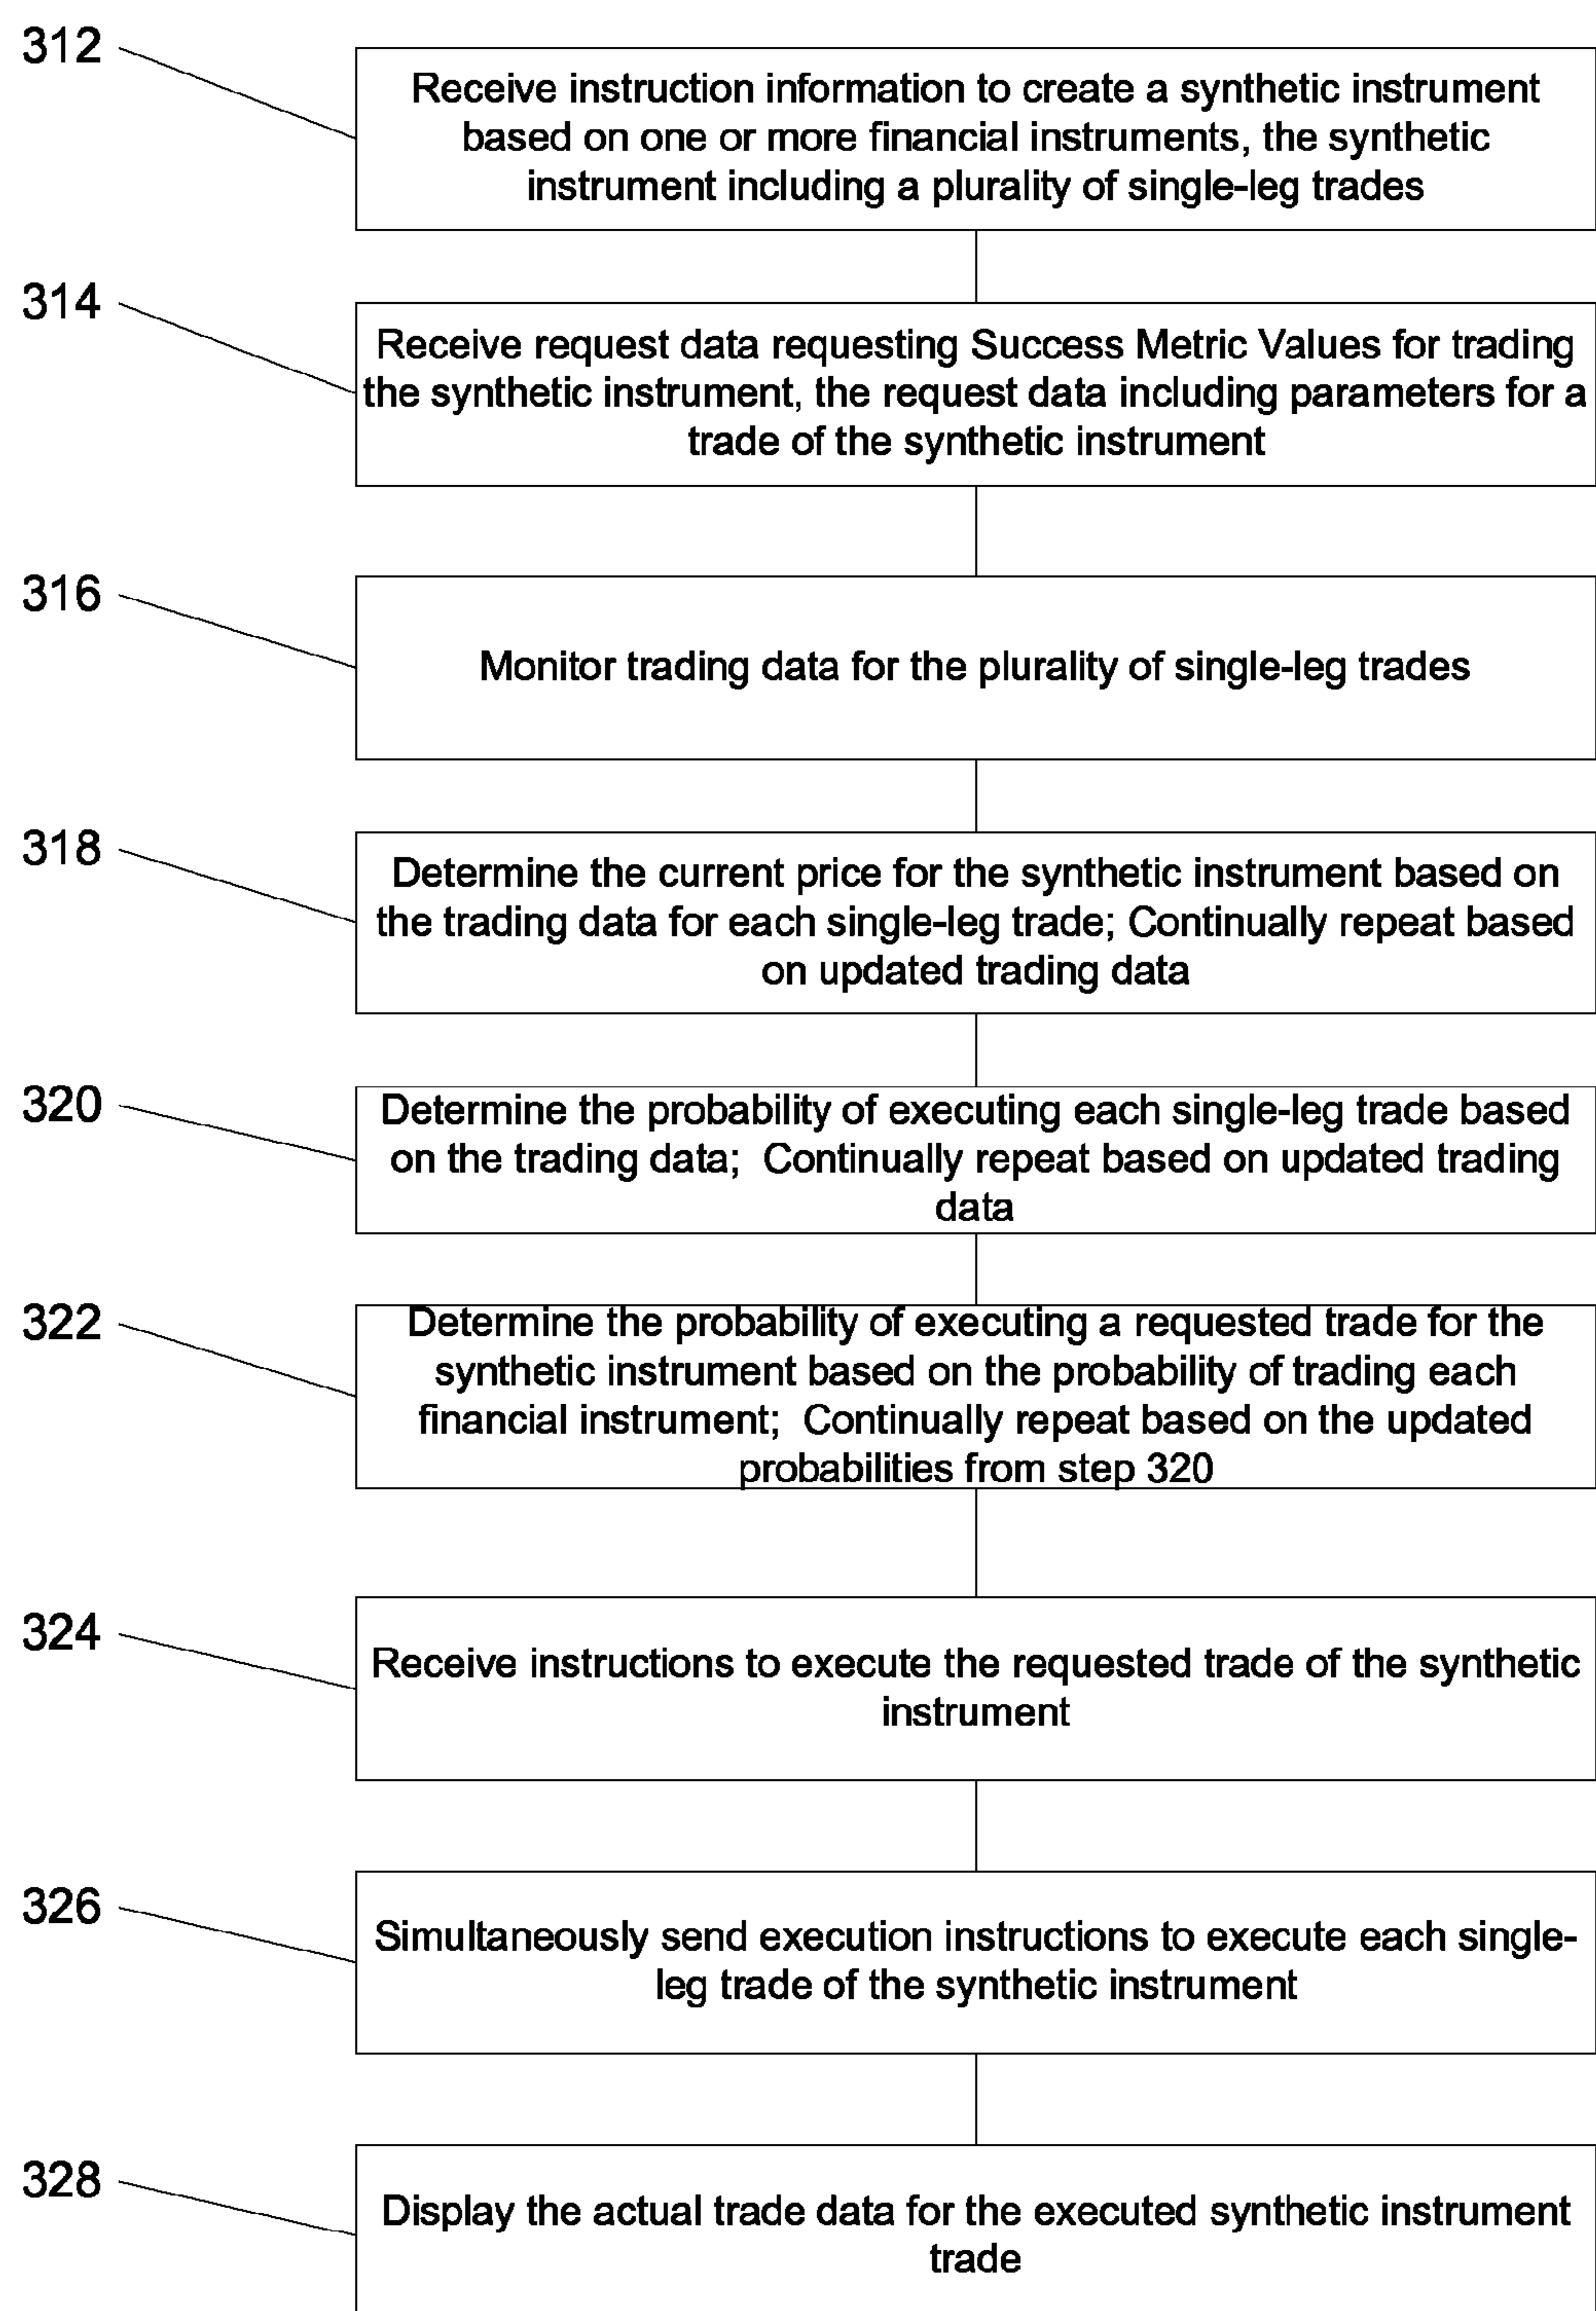 312
Receive instruction information to create a synthetic instrument
based on one or more financial instruments, the synthetic
instrument including a plurality of single-leg trades
314
Receive request data requesting Success Metric Values for trading
the synthetic instrument, the request data including parameters for a
trade of the synthetic instrument
316
Monitor trading data for the plurality of single-leg trades
318
Determine the current price for the synthetic instrument based on
the trading data for each single-leg trade; Continually repeat based
on updated trading data
320
Determine the probability of executing each single-leg trade based
on the trading data;  Continually repeat based on updated trading
data
322
Determine the probability of executing a requested trade for the
synthetic instrument based on the probability of trading each
financial instrument;  Continually repeat based on the updated
probabilities from step 320
324
Receive instructions to execute the requested trade of the synthetic
instrument
326
Simultaneously send execution instructions to execute each single-
leg trade of the synthetic instrument
328
Display the actual trade data for the executed synthetic instrument
trade